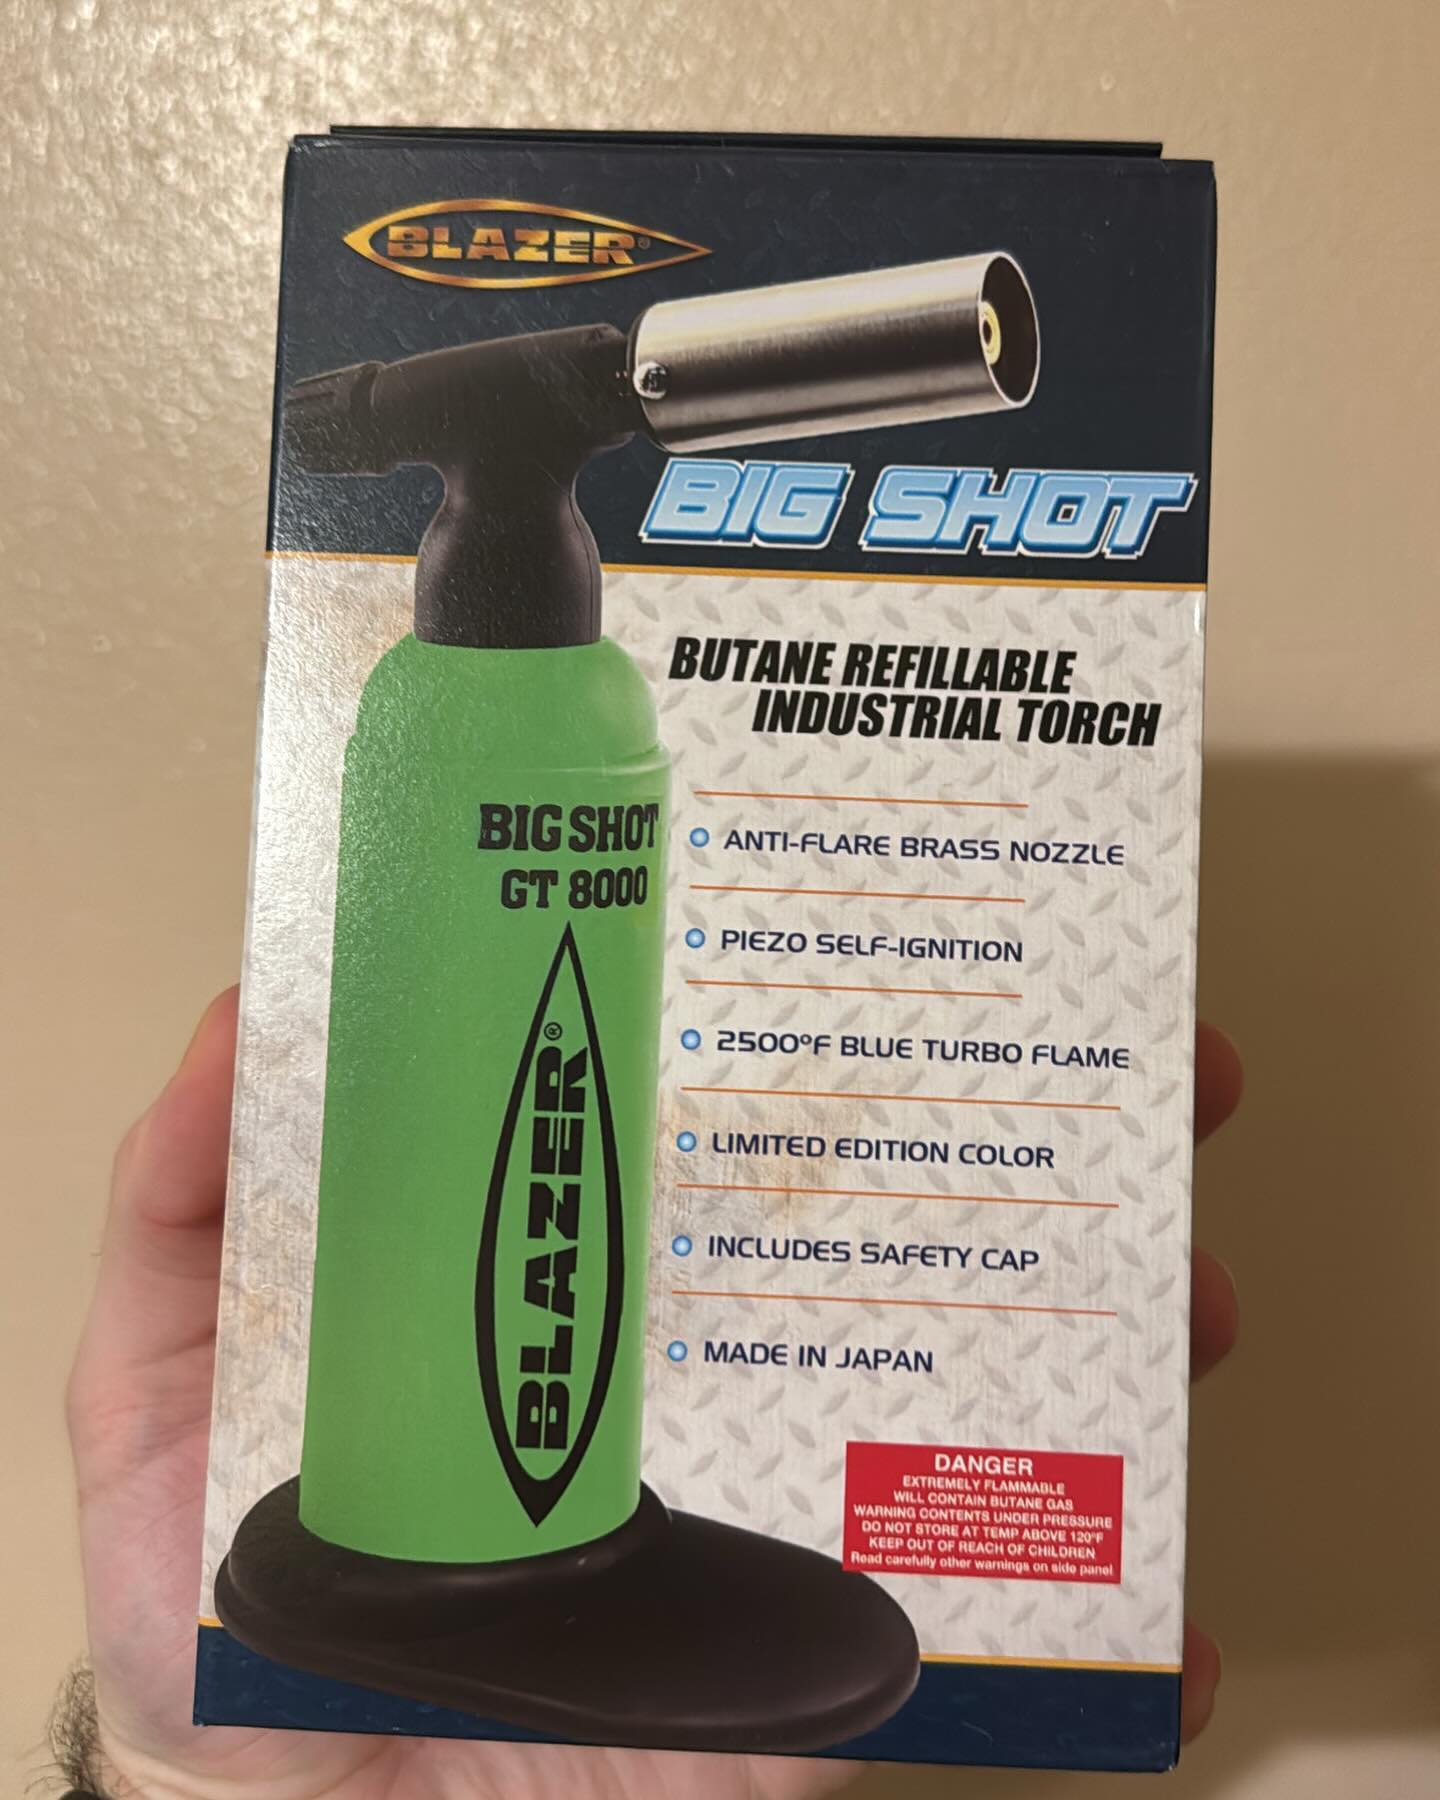 BLAZER®
BIG SHOT
BUTANE REFILLABLE
INDUSTRIAL TORCH
BIG SHOT
GT 8000
BLAZER®
ANTI-FLARE BRASS NOZZLE
PIEZO SELF-IGNITION
2500°F BLUE TURBO FLAME
LIMITED EDITION COLOR
INCLUDES SAFETY CAP
MADE IN JAPAN
DANGER
EXTREMELY FLAMMABLE
WILL CONTAIN BUTANE GAS
WARNING CONTENTS UNDER PRESSURE
DO NOT STORE AT TEMP ABOVE 120°F
KEEP OUT OF REACH OF CHILDREN
Read carefully other warnings on side panel